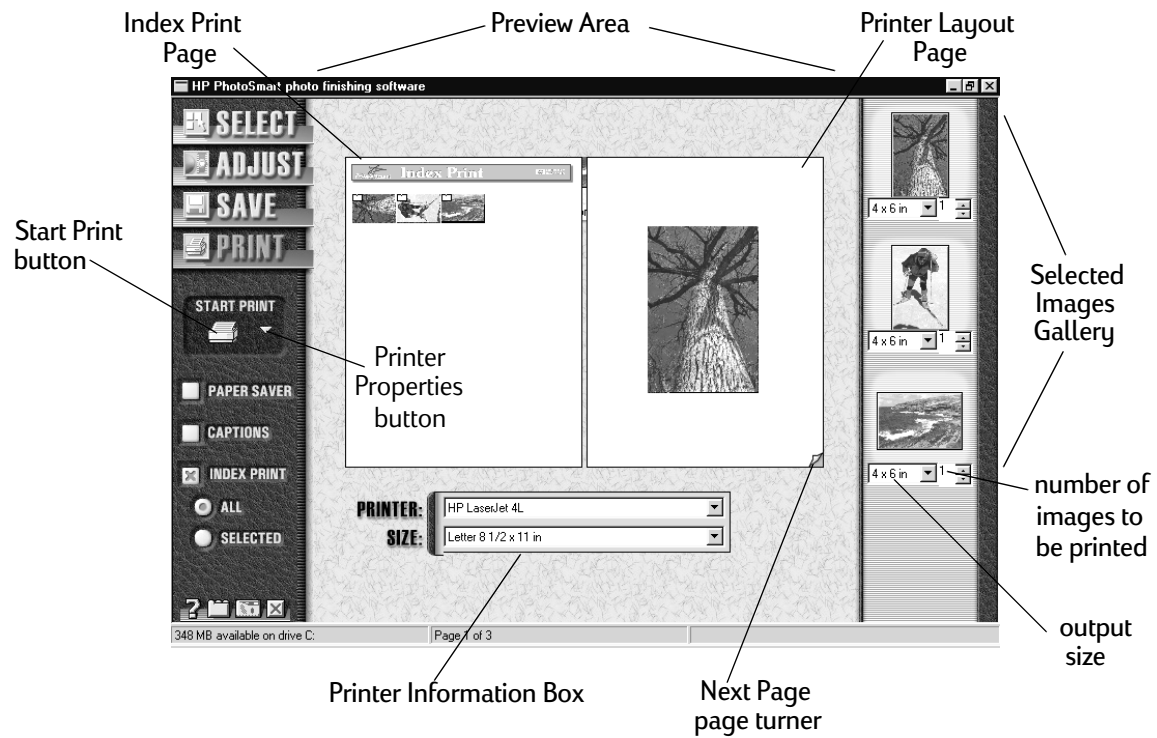 Index Print
Page
Preview Area
Printer Layout
Page
HP PhotoSmart photo finishing software
SELECT
ADJUST
SAVE
PRINT
Start Print
button
START PRINT
Printer
Properties
button
PAPER SAVER
CAPTIONS
INDEX PRINT
ALL
SELECTED
Index Print
PRINTER:
HP LaserJet 4L
SIZE:
Letter 8 1/2 x 11 in
4 x 6 in
1
4 x 6 in
1
4 x 6 in
1
Selected
Images
Gallery
number of
images to
be printed
output
size
?
348 MB available on drive C:
Page 1 of 3
Printer Information Box
Next Page
page turner